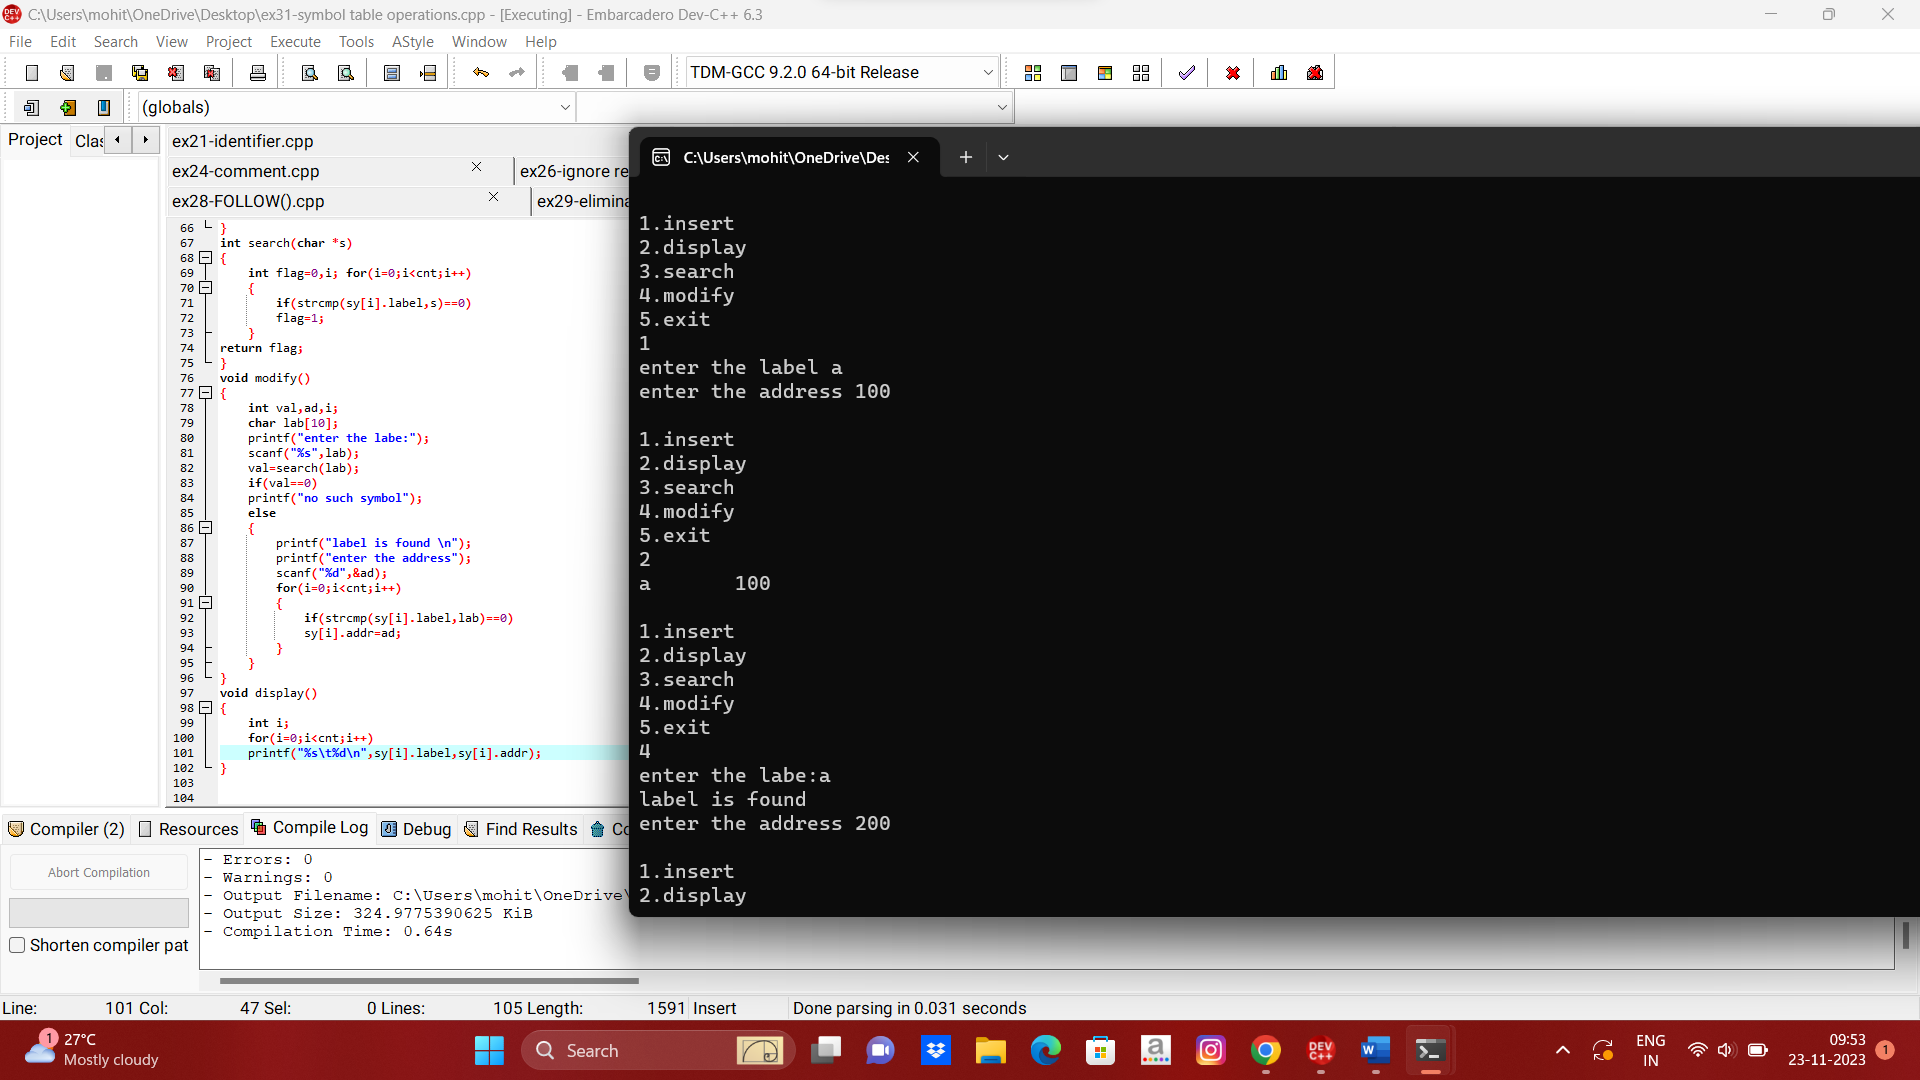 C:\Users\mohit\OneDrive\Desktop\ex31-symbol table operations.cpp - [Executing] - Embarcadero Dev-C++ 6.3
File Edit Search View Project Execute Tools AStyle Window Help
TDM-GCC 9.2.0 64-bit Release
(globals)
Project Clas
ex21-identifier.cpp
ex24-comment.cpp ex26-ignore re
ex28-FOLLOW().cpp ex29-elimina
66 }
67 int search(char *s)
68 {
69 int flag=0,i; for(i=0;i<cnt;i++)
70 {
71 if(strcmp(sy[i].label,s)==0)
72 flag=1;
73 }
74 return flag;
75 }
76 void modify()
77 {
78 int val,ad,i;
79 char lab[10];
80 printf("enter the labe:");
81 scanf("%s",lab);
82 val=search(lab);
83 if(val==0)
84 printf("no such symbol");
85 else
86 {
87 printf("label is found \n");
88 printf("enter the address");
89 scanf("%d",&ad);
90 for(i=0;i<cnt;i++)
91 {
92 if(strcmp(sy[i].label,lab)==0)
93 sy[i].addr=ad;
94 }
95 }
96 }
97 void display()
98 {
99 int i;
100 for(i=0;i<cnt;i++)
101 printf("%s\t%d\n",sy[i].label,sy[i].addr);
102 }
103
104
C:\Users\mohit\OneDrive\Des
1.insert
2.display
3.search
4.modify
5.exit
1
enter the label a
enter the address 100
1.insert
2.display
3.search
4.modify
5.exit
2
a 100
1.insert
2.display
3.search
4.modify
5.exit
4
enter the labe:a
label is found
enter the address 200
1.insert
2.display
Compiler (2) Resources Compile Log Debug Find Results Co
Abort Compilation
Shorten compiler pat
- Errors: 0
- Warnings: 0
- Output Filename: C:\Users\mohit\OneDrive\
- Output Size: 324.9775390625 KiB
- Compilation Time: 0.64s
Line: 101 Col: 47 Sel: 0 Lines: 105 Length: 1591 Insert Done parsing in 0.031 seconds
1
27°C
Mostly cloudy
Search
DEV C++
ENG
IN
09:53
23-11-2023
1